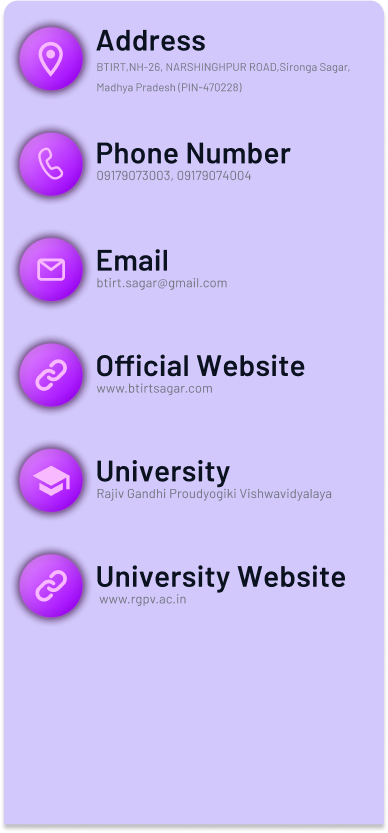 Address
BTIRT,NH-26, NARSHINGHPUR ROAD,Sironga Sagar,
Madhya Pradesh (PIN-470228)
Phone Number
09179073003, 09179074004
Email
btirt.sagar@gmail.com
Official Website
www.btirtsagar.com
University
Rajiv Gandhi Proudyogiki Vishwavidyalaya
University Website
www.rgpv.ac.in